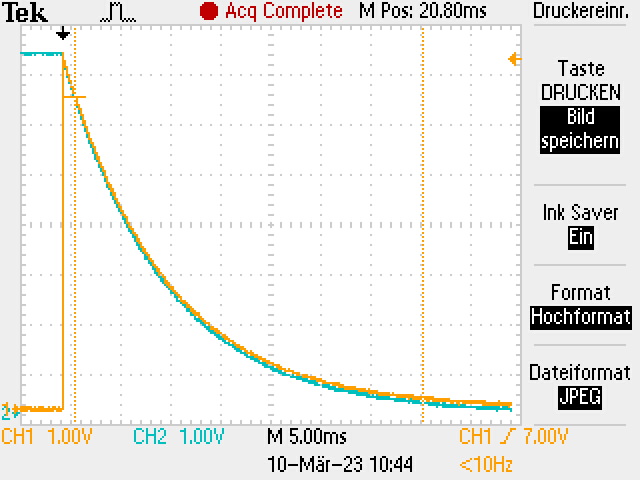 Tek Acq Complete M Pos: 20.80ms Druckereinr.
Taste
DRUCKEN
Bild
speichern
Ink Saver
Ein
Format
Hochformat
Dateiformat
JPEG
2
CH1 1.00V CH2 1.00V M 5.00ms CH1 / 7.00V
10-Mär-23 10:44 <10Hz